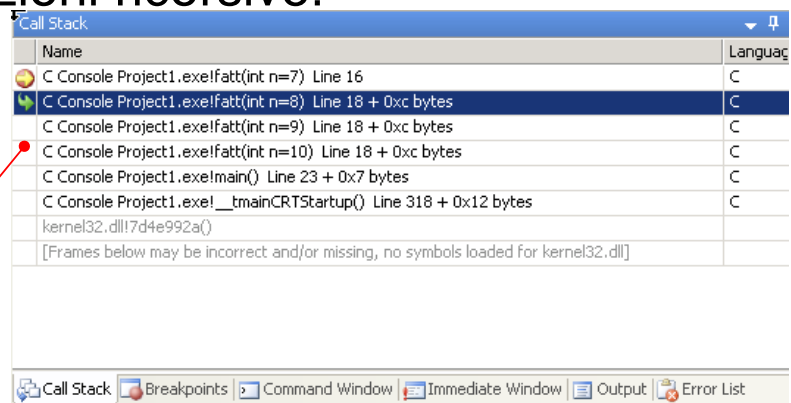 ricorsive.
Call Stack
Name Languag
C Console Project1.exe!fatt(int n=7) Line 16 C
C Console Project1.exe!fatt(int n=8) Line 18 + 0xc bytes C
C Console Project1.exe!fatt(int n=9) Line 18 + 0xc bytes C
C Console Project1.exe!fatt(int n=10) Line 18 + 0xc bytes C
C Console Project1.exe!main() Line 23 + 0x7 bytes C
C Console Project1.exe!__tmainCRTStartup() Line 318 + 0x12 bytes C
kernel32.dll!7d4e992a()
[Frames below may be incorrect and/or missing, no symbols loaded for kernel32.dll]
Call Stack Breakpoints Command Window Immediate Window Output Error List